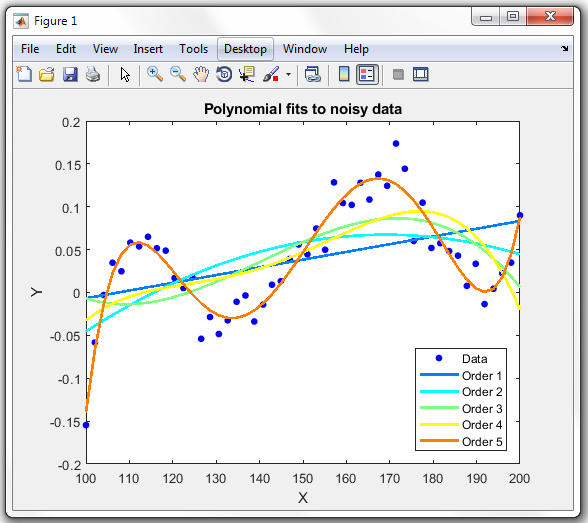 Figure 1
File Edit View Insert Tools Desktop Window Help
Polynomial fits to noisy data
0.2
0.15
0.1
0.05
0
-0.05
-0.1
-0.15
-0.2
Y
Data
Order 1
Order 2
Order 3
Order 4
Order 5
100 110 120 130 140 150 160 170 180 190 200
X